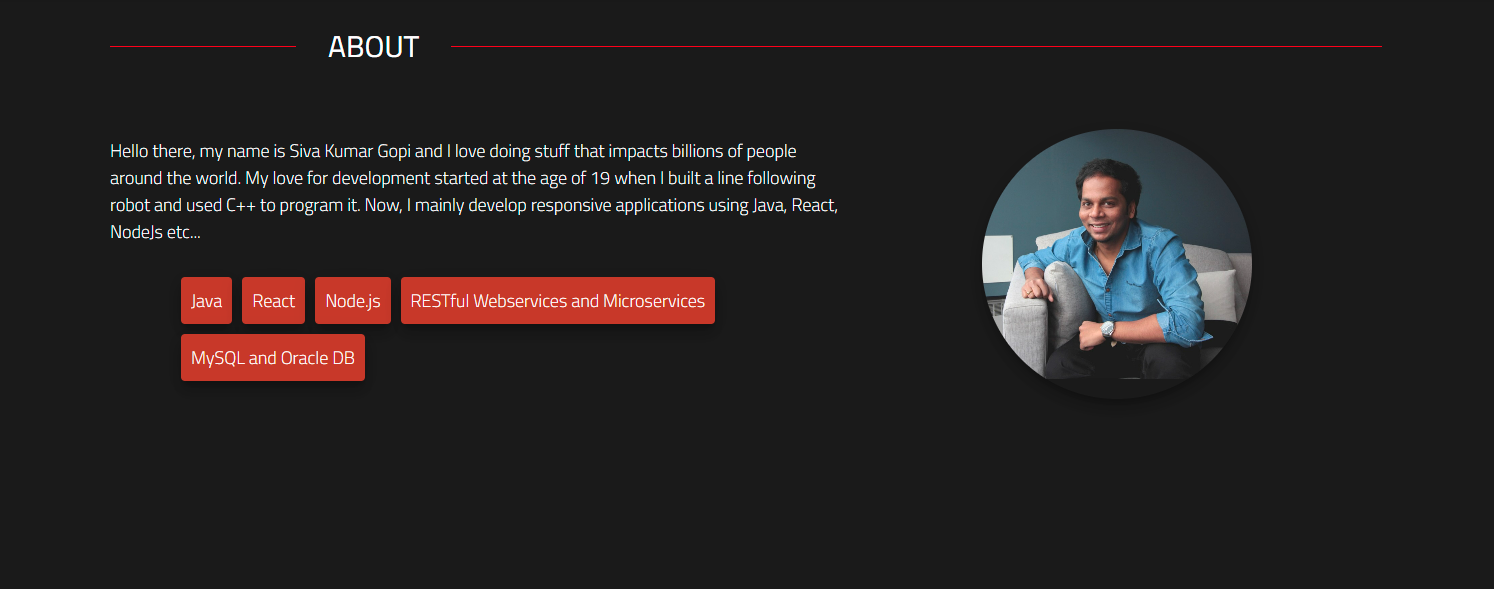 ABOUT
Hello there, my name is Siva Kumar Gopi and I love doing stuff that impacts billions of people
around the world. My love for development started at the age of 19 when I built a line following
robot and used C++ to program it. Now, I mainly develop responsive applications using Java, React,
NodeJs etc...
Java React Node.js RESTful Webservices and Microservices
MySQL and Oracle DB